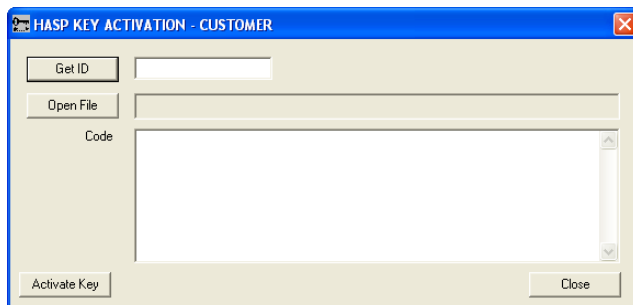 HASP KEY ACTIVATION - CUSTOMER
Get ID
Open File
Code
Activate Key Close